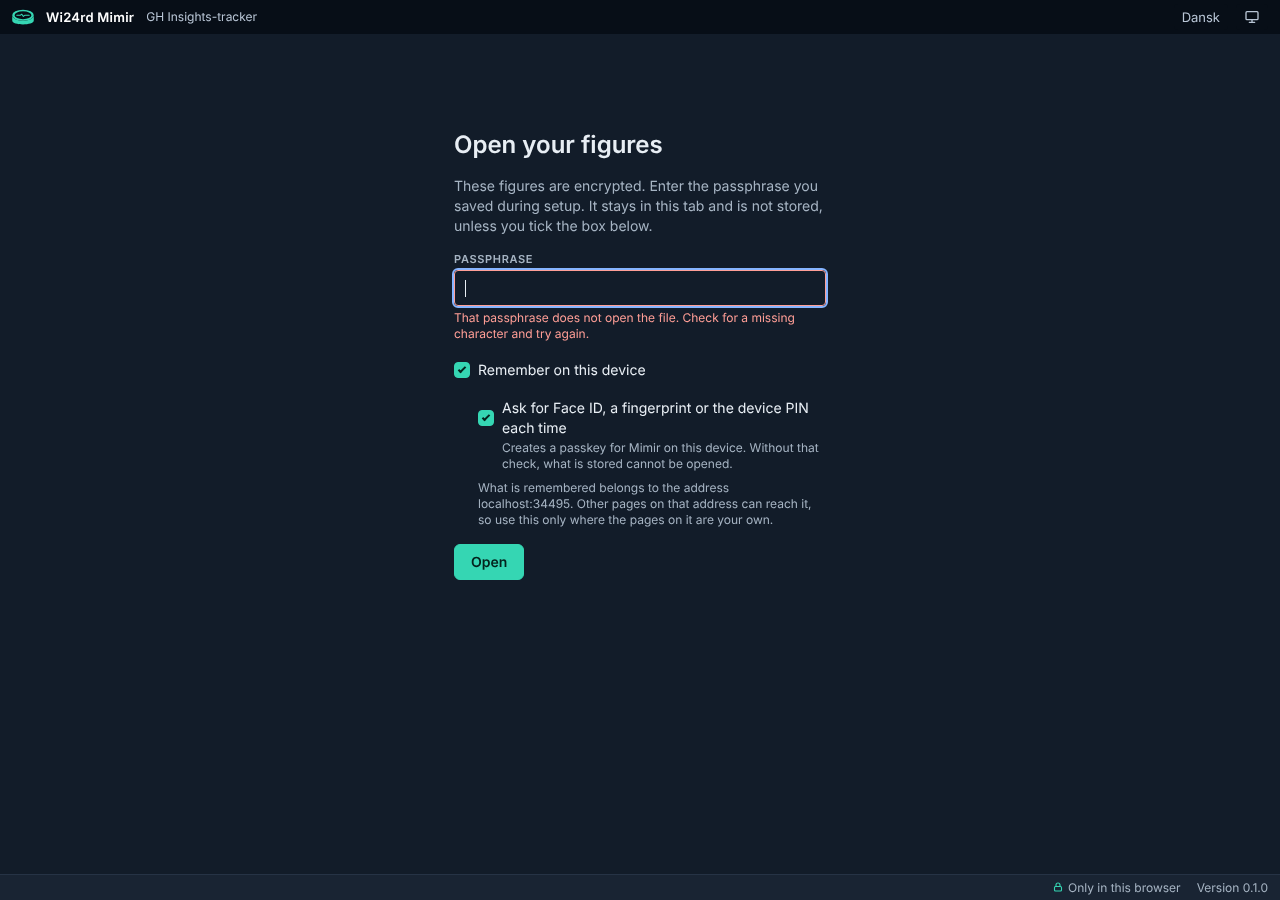 Wi24rd Mimir GH Insights-tracker Dansk
Open your figures
These figures are encrypted. Enter the passphrase you
saved during setup. It stays in this tab and is not stored,
unless you tick the box below.
PASSPHRASE
That passphrase does not open the file. Check for a missing
character and try again.
Remember on this device
Ask for Face ID, a fingerprint or the device PIN
each time
Creates a passkey for Mimir on this device. Without that
check, what is stored cannot be opened.
What is remembered belongs to the address
localhost:34495. Other pages on that address can reach it,
so use this only where the pages on it are your own.
Open
Only in this browser Version 0.1.0